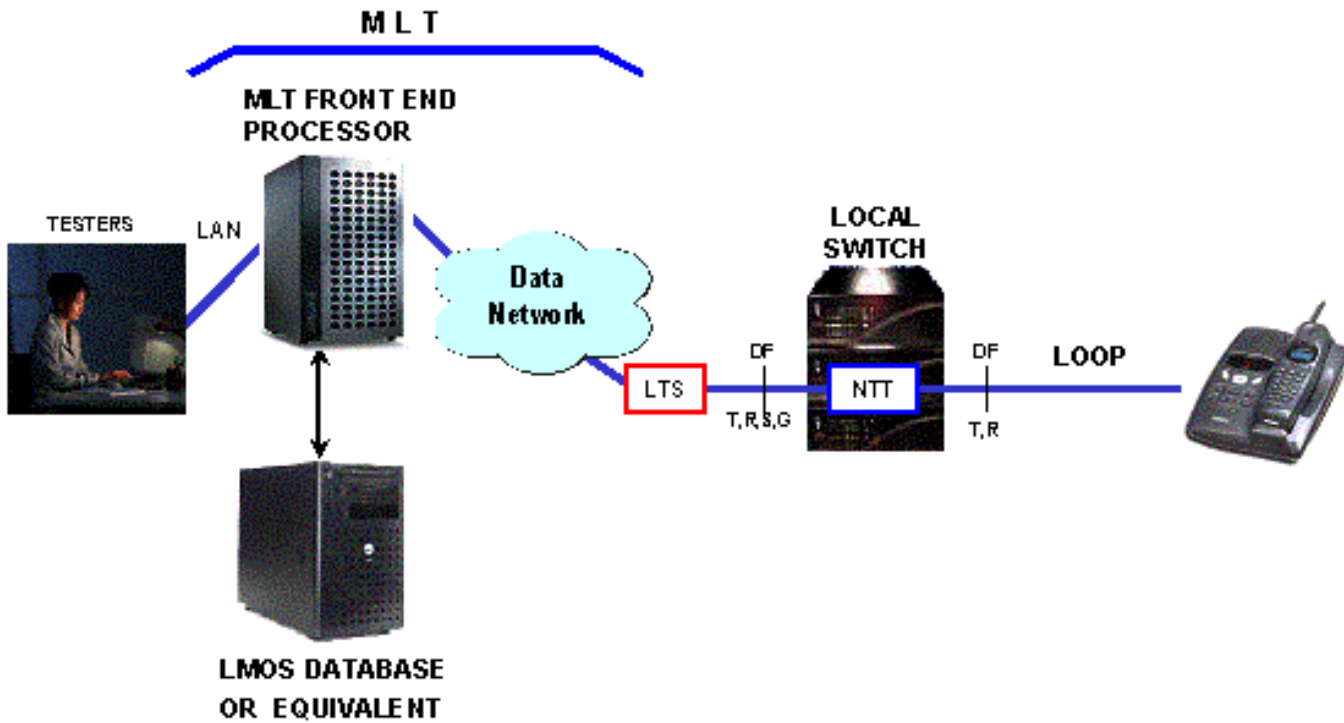 M L T
MLT FRONT END
PROCESSOR
TESTERS
LAN
Data
Network
LOCAL
SWITCH
LTS
DF
T,R,S,G
NTT
DF
T,R
LOOP
LMOS DATABASE
OR EQUIVALENT